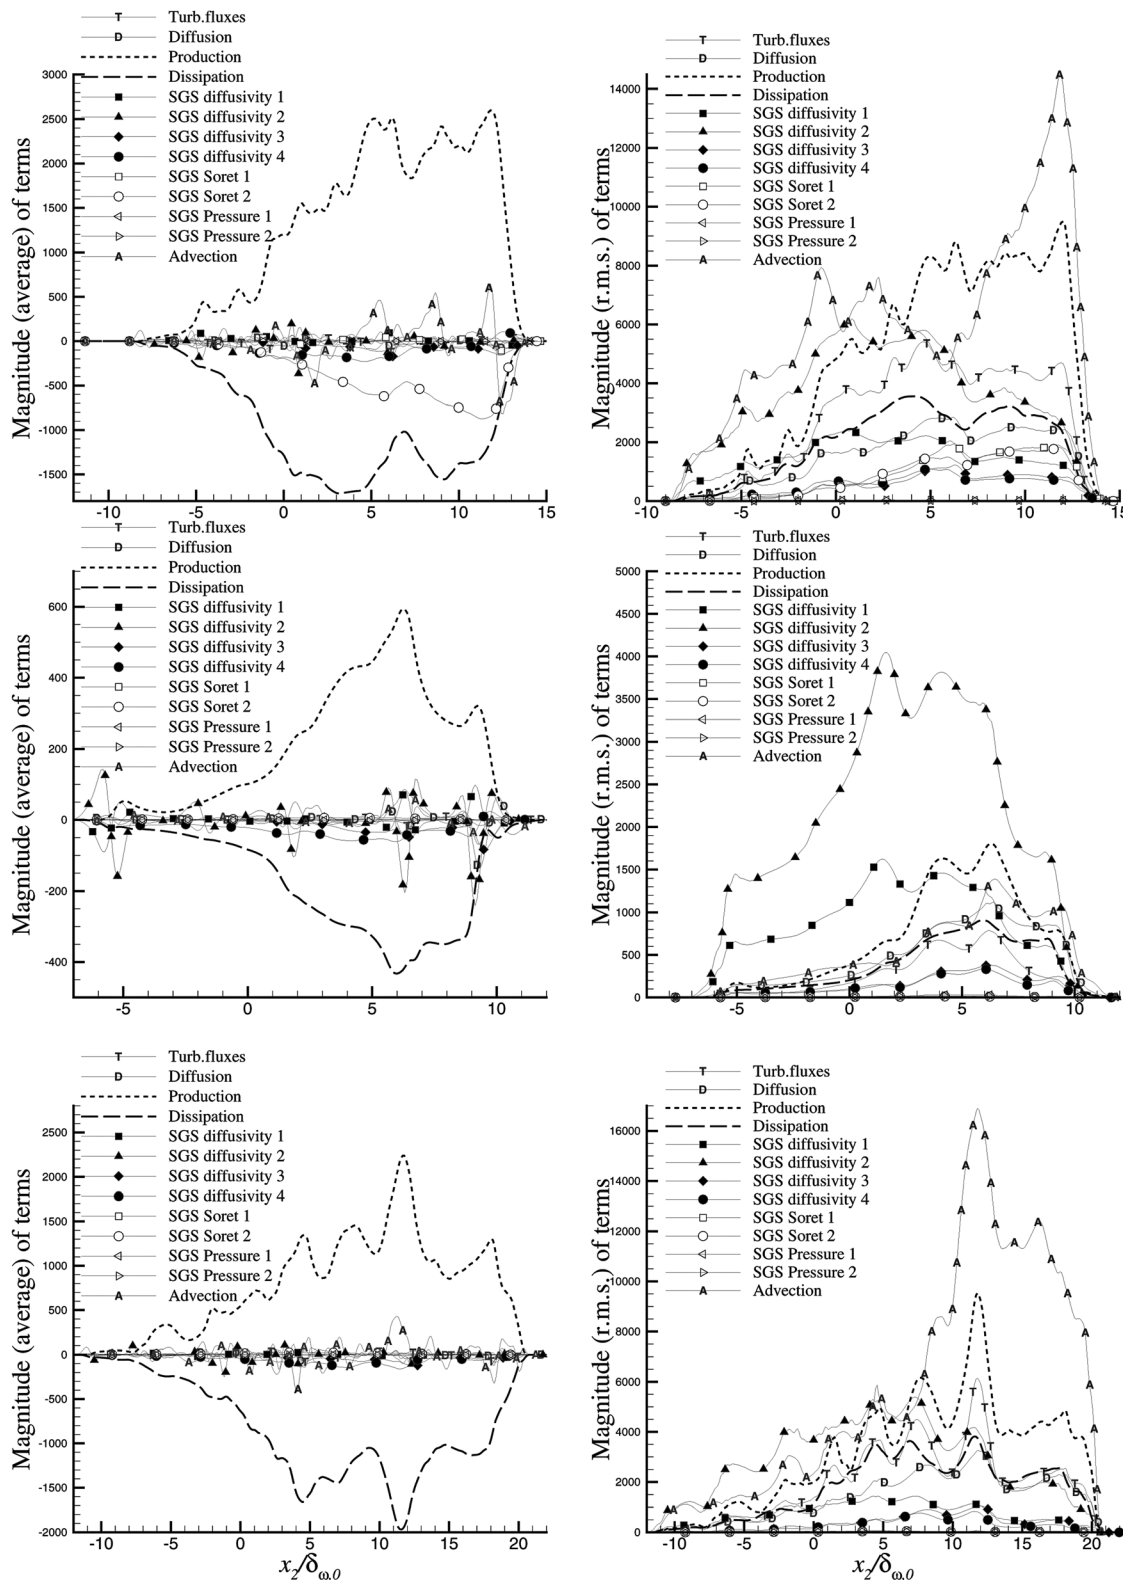 Turb.fluxes
Diffusion
Production
Dissipation
SGS diffusivity 1
SGS diffusivity 2
SGS diffusivity 3
SGS diffusivity 4
SGS Soret 1
SGS Soret 2
SGS Pressure 1
SGS Pressure 2
Advection
Magnitude (average) of terms
3000
2500
2000
1500
1000
500
0
-500
-1000
-1500
-10
-5
0
5
10
15
Turb.fluxes
Diffusion
Production
Dissipation
SGS diffusivity 1
SGS diffusivity 2
SGS diffusivity 3
SGS diffusivity 4
SGS Soret 1
SGS Soret 2
SGS Pressure 1
SGS Pressure 2
Advection
Magnitude (r.m.s.) of terms
14000
12000
10000
8000
6000
4000
2000
0
-10
-5
0
5
10
15
Turb.fluxes
Diffusion
Production
Dissipation
SGS diffusivity 1
SGS diffusivity 2
SGS diffusivity 3
SGS diffusivity 4
SGS Soret 1
SGS Soret 2
SGS Pressure 1
SGS Pressure 2
Advection
Magnitude (average) of terms
600
400
200
0
-200
-400
-5
0
5
10
Turb.fluxes
Diffusion
Production
Dissipation
SGS diffusivity 1
SGS diffusivity 2
SGS diffusivity 3
SGS diffusivity 4
SGS Soret 1
SGS Soret 2
SGS Pressure 1
SGS Pressure 2
Advection
Magnitude (r.m.s.) of terms
5000
4500
4000
3500
3000
2500
2000
1500
1000
500
0
-5
0
5
10
Turb.fluxes
Diffusion
Production
Dissipation
SGS diffusivity 1
SGS diffusivity 2
SGS diffusivity 3
SGS diffusivity 4
SGS Soret 1
SGS Soret 2
SGS Pressure 1
SGS Pressure 2
Advection
Magnitude (average) of terms
2500
2000
1500
1000
500
0
-500
-1000
-1500
-2000
-10
-5
0
5
10
15
20
x₂/δω,0
Turb.fluxes
Diffusion
Production
Dissipation
SGS diffusivity 1
SGS diffusivity 2
SGS diffusivity 3
SGS diffusivity 4
SGS Soret 1
SGS Soret 2
SGS Pressure 1
SGS Pressure 2
Advection
Magnitude (r.m.s.) of terms
16000
14000
12000
10000
8000
6000
4000
2000
0
-10
-5
0
5
10
15
20
x₂/δω,0